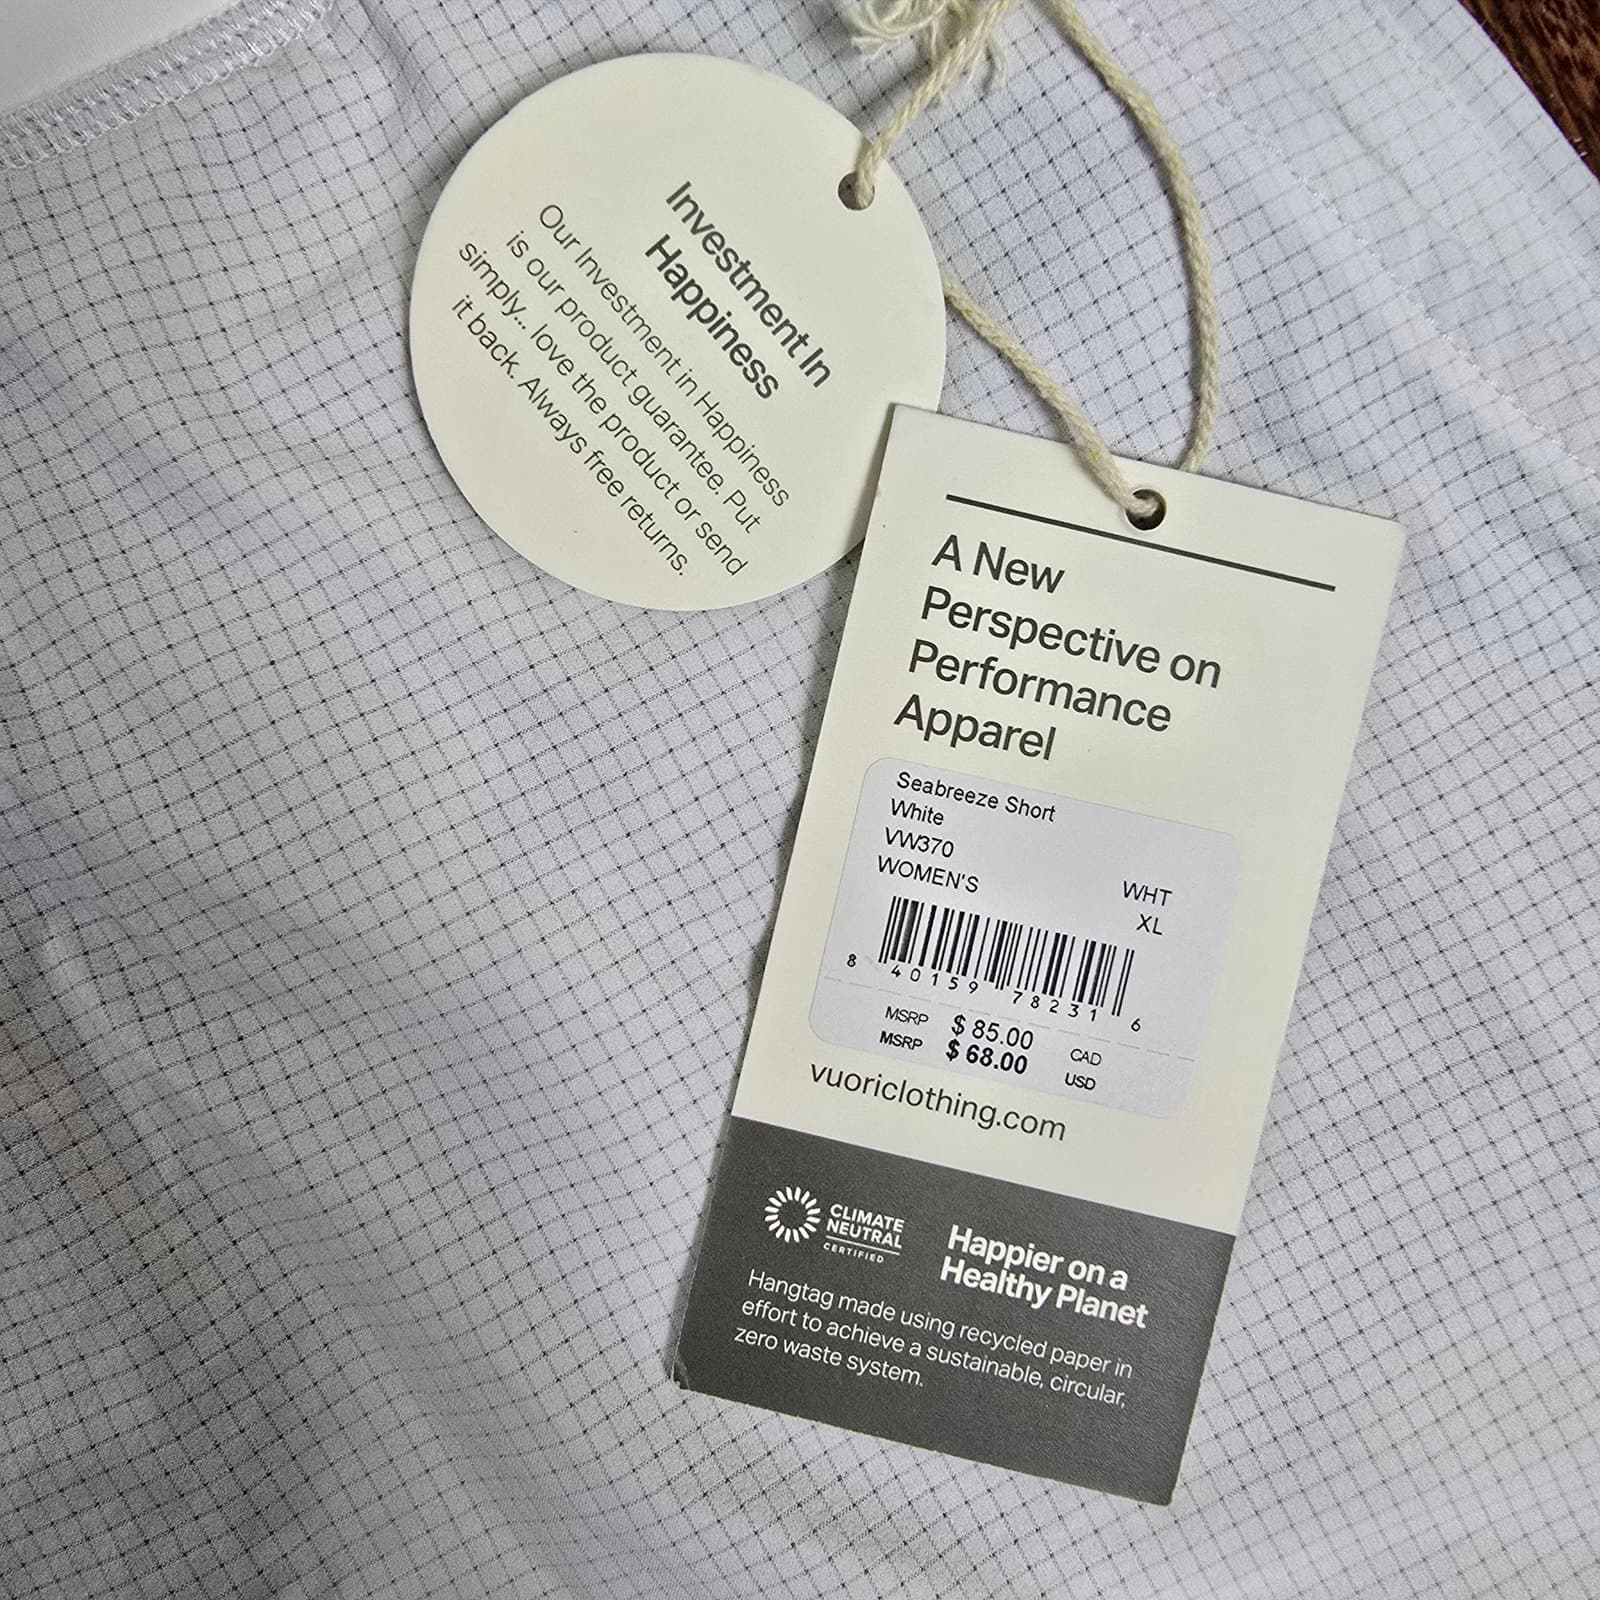 Investment In
Happiness
Our Investment in Happiness
is our product guarantee. Put
simply... love the product or send
it back. Always free returns.
A New
Perspective on
Performance
Apparel
Seabreeze Short
White
VW370
WOMEN'S
WHT
XL
8 40159 78231 6
MSRP $ 85.00 CAD
MSRP $ 68.00 USD
vuoriclothing.com
CLIMATE
NEUTRAL
CERTIFIED
Happier on a
Healthy Planet
Hangtag made using recycled paper in
effort to achieve a sustainable, circular,
zero waste system.